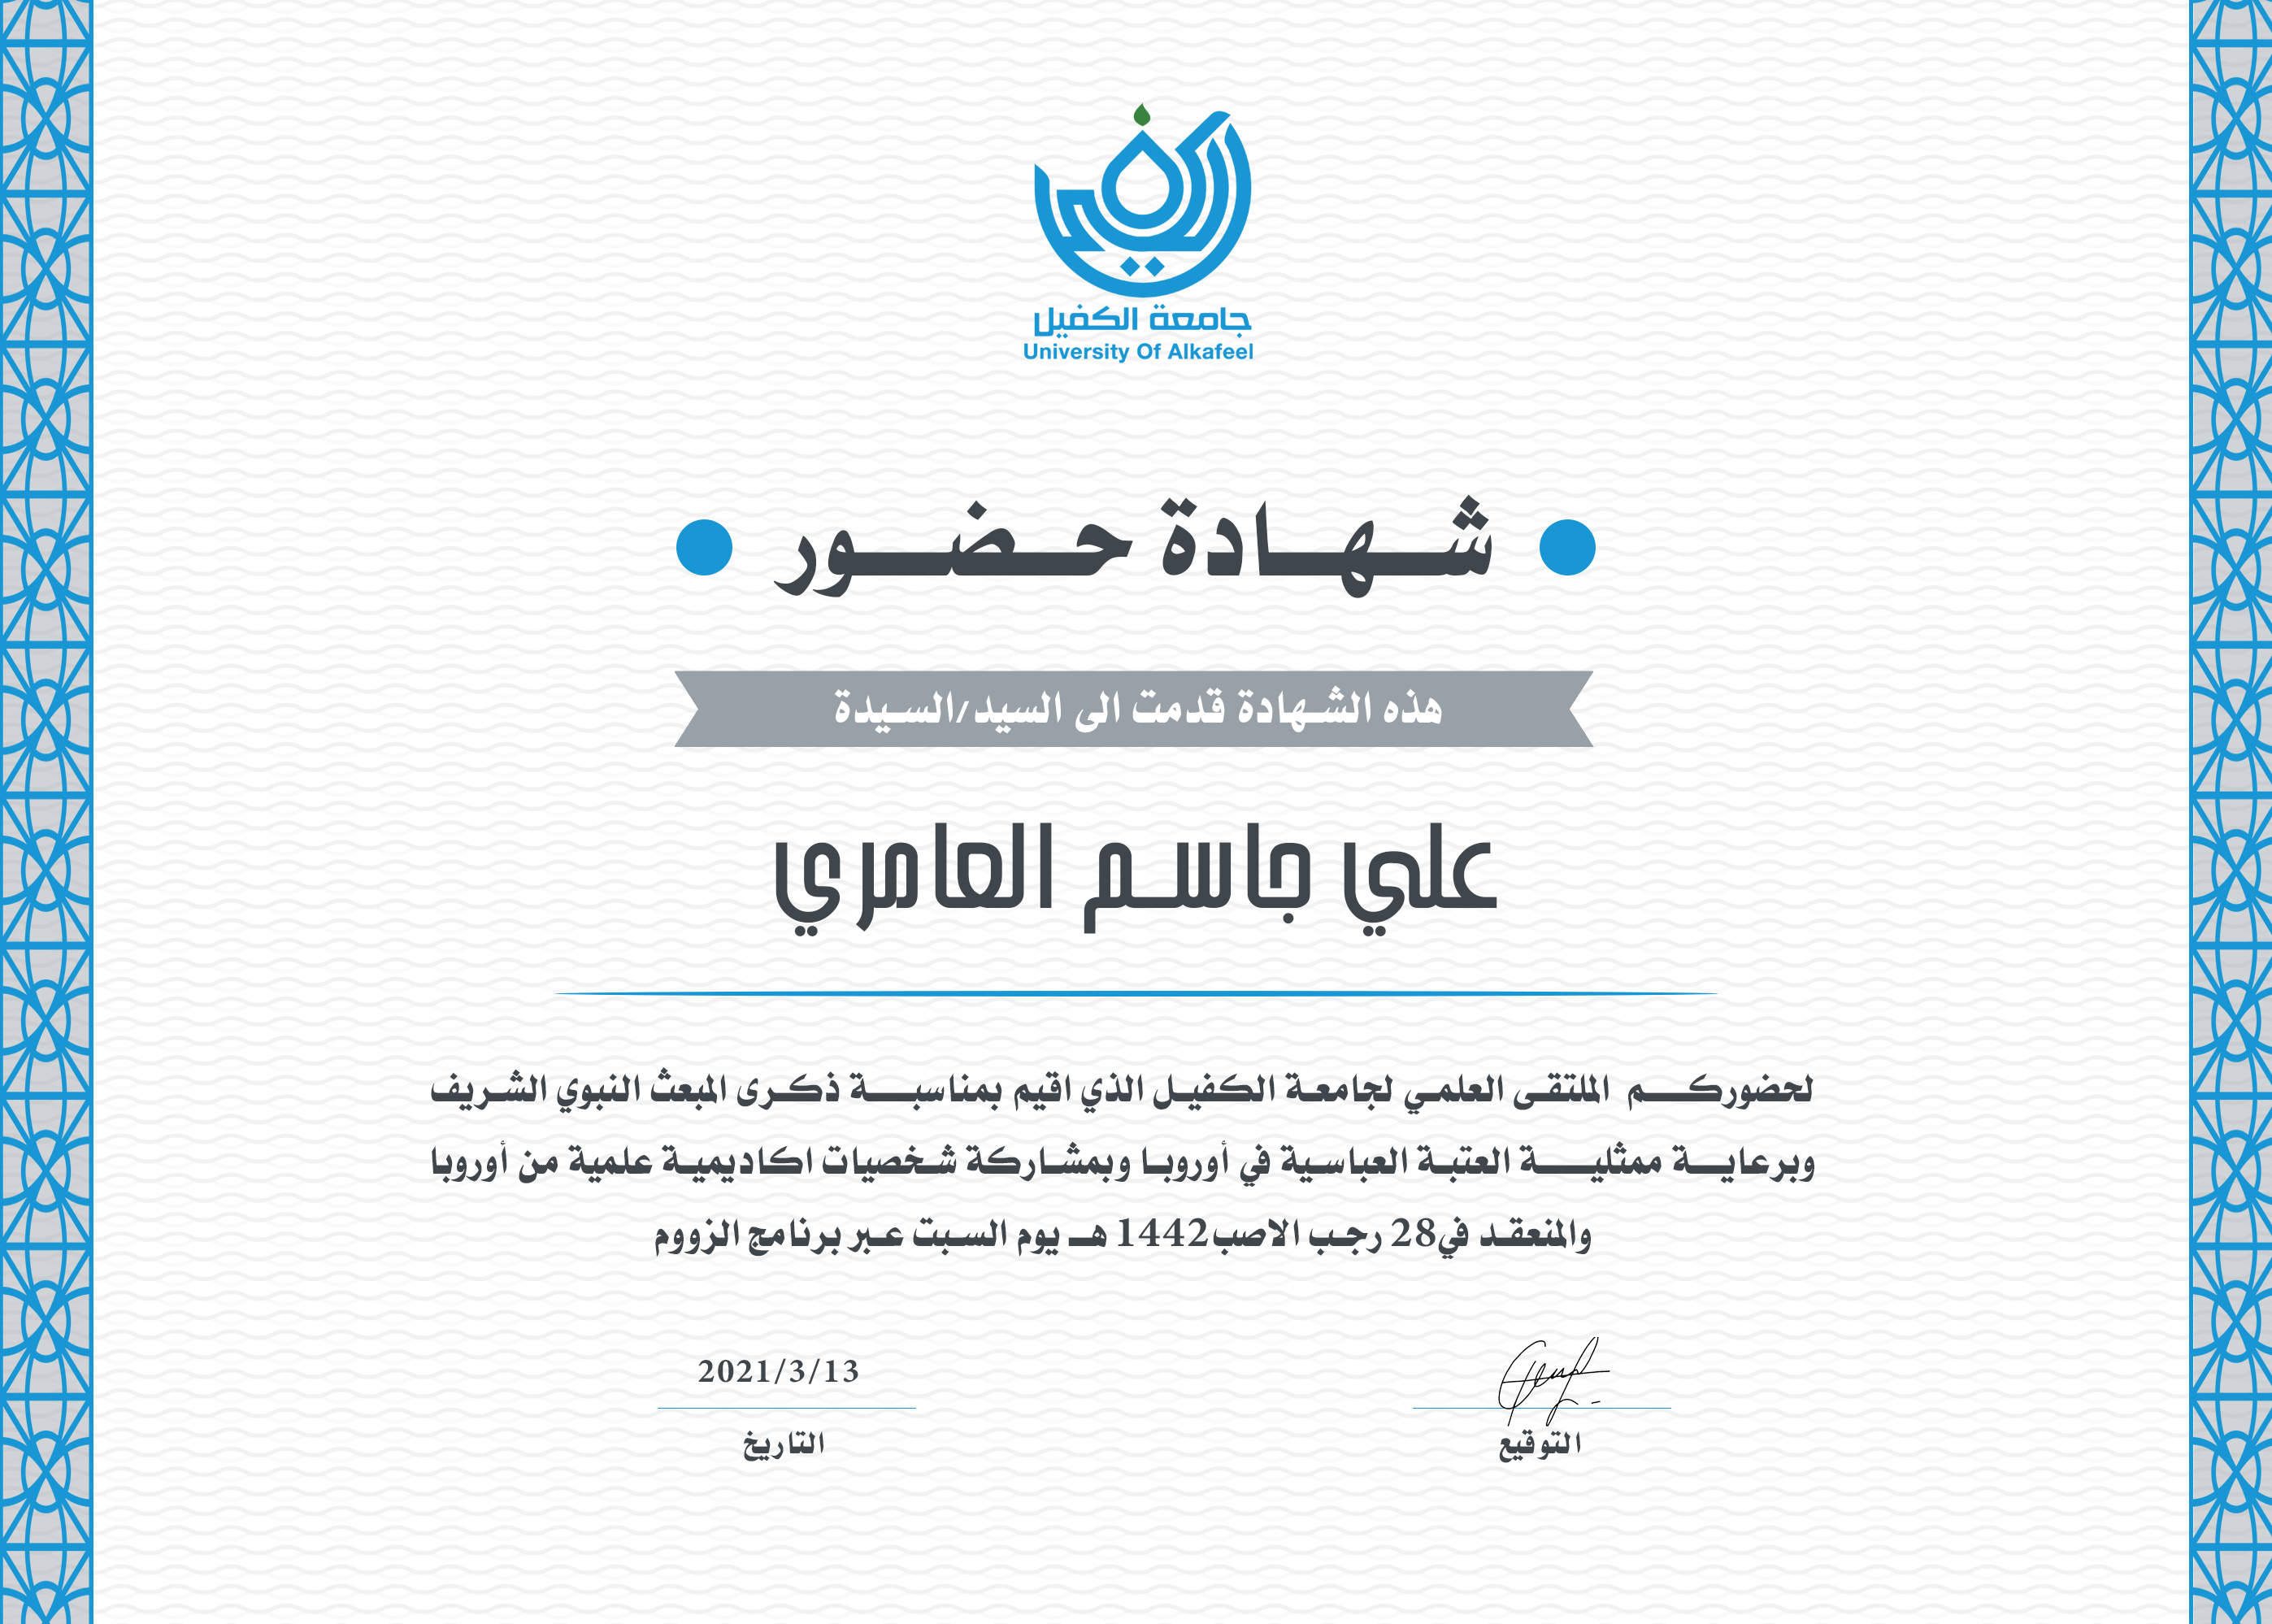 جامعة الكفيل
University Of Alkafeel
شهادة حضور
هذه الشهادة قدمت الى السيد/السيدة
علي جاسم العامري
لحضوركم الملتقى العلمي لجامعة الكفيل الذي اقيم بمناسبة ذكرى المبعث النبوي الشريف
وبرعاية ممثلية العتبة العباسية في أوروبا وبمشاركة شخصيات اكاديمية علمية من أوروبا
والمنعقد في28 رجب الاصب1442 هـ يوم السبت عبر برنامج الزووم
2021/3/13
التوقيع
التاريخ